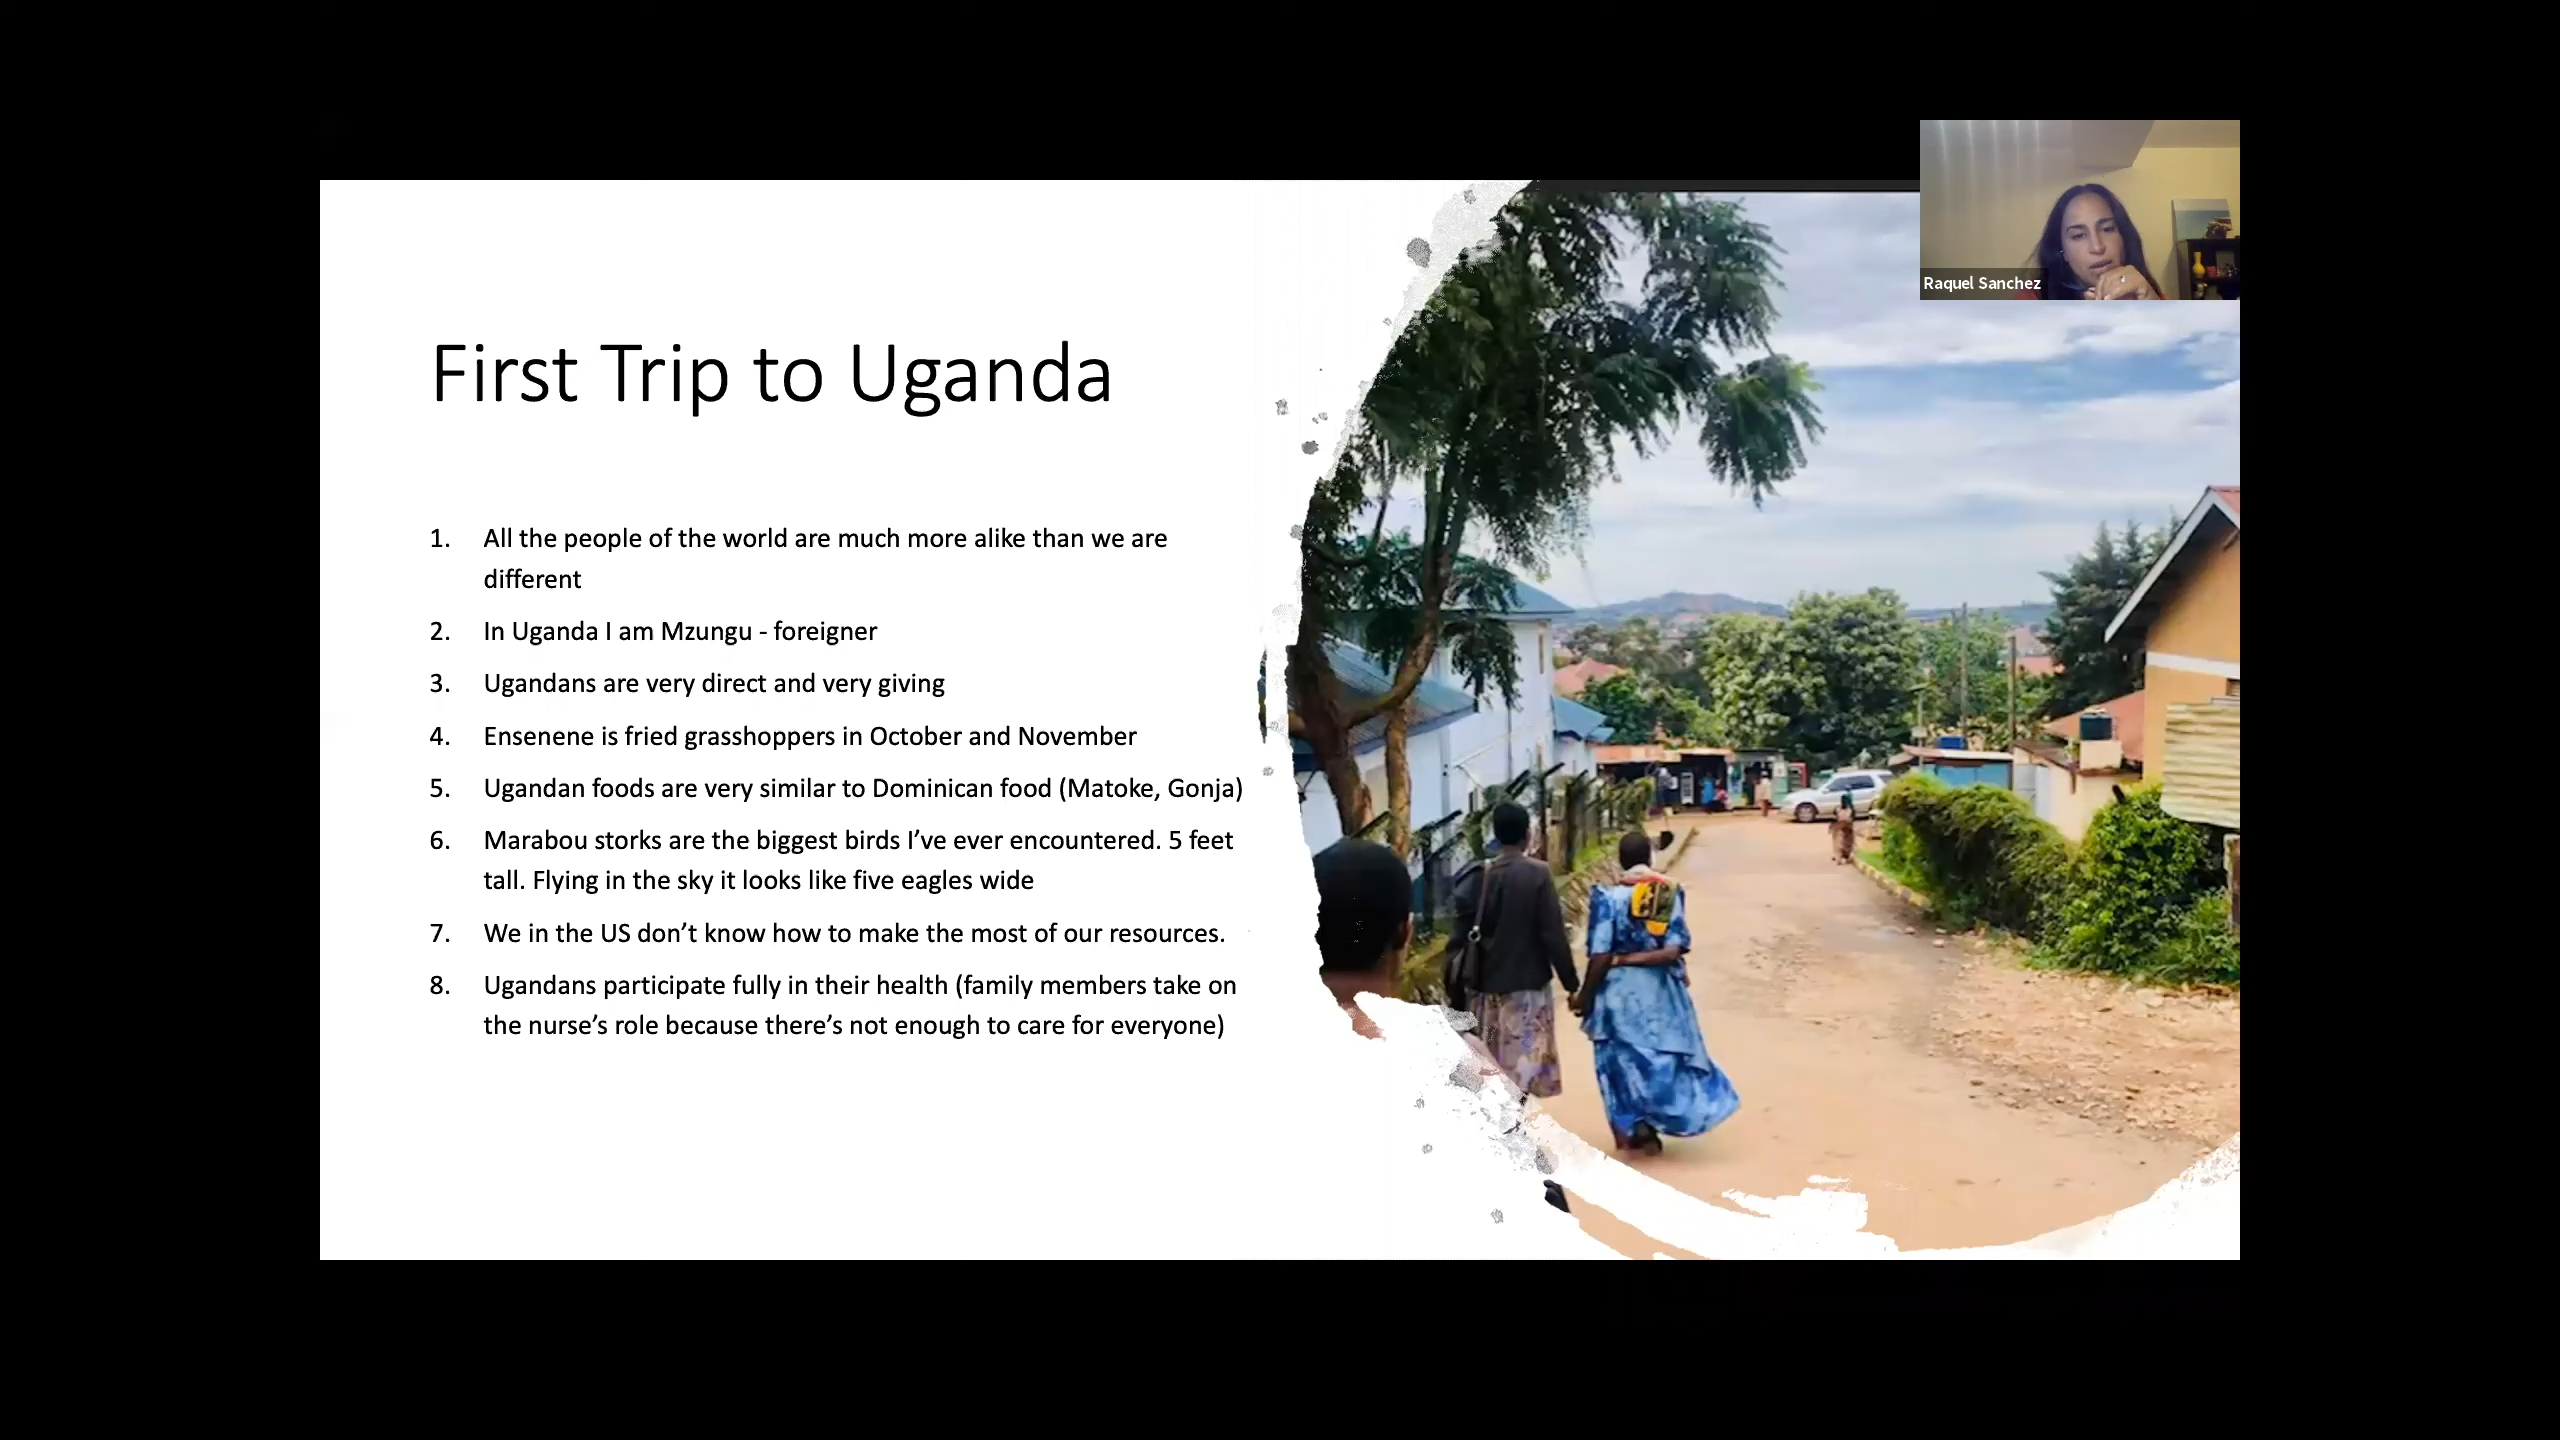 Raquel Sanchez
First Trip to Uganda
1. All the people of the world are much more alike than we are
different
2. In Uganda I am Mzungu - foreigner
3. Ugandans are very direct and very giving
4. Ensenene is fried grasshoppers in October and November
5. Ugandan foods are very similar to Dominican food (Matoke, Gonja)
6. Marabou storks are the biggest birds I’ve ever encountered. 5 feet
tall. Flying in the sky it looks like five eagles wide
7. We in the US don’t know how to make the most of our resources.
8. Ugandans participate fully in their health (family members take on
the nurse’s role because there’s not enough to care for everyone)